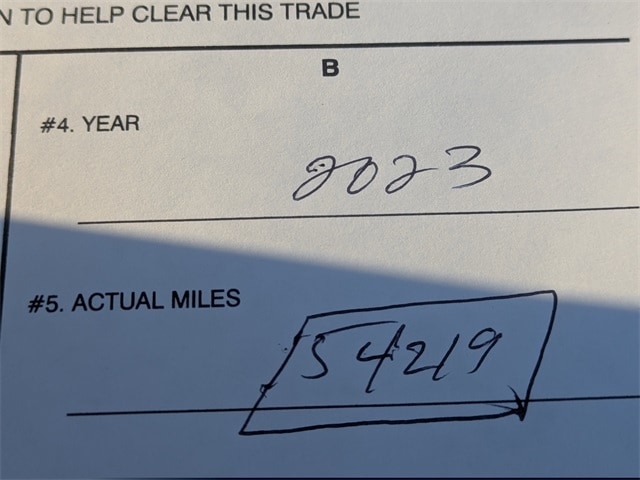 N TO HELP CLEAR THIS TRADE
B
#4. YEAR
2023
#5. ACTUAL MILES
54219